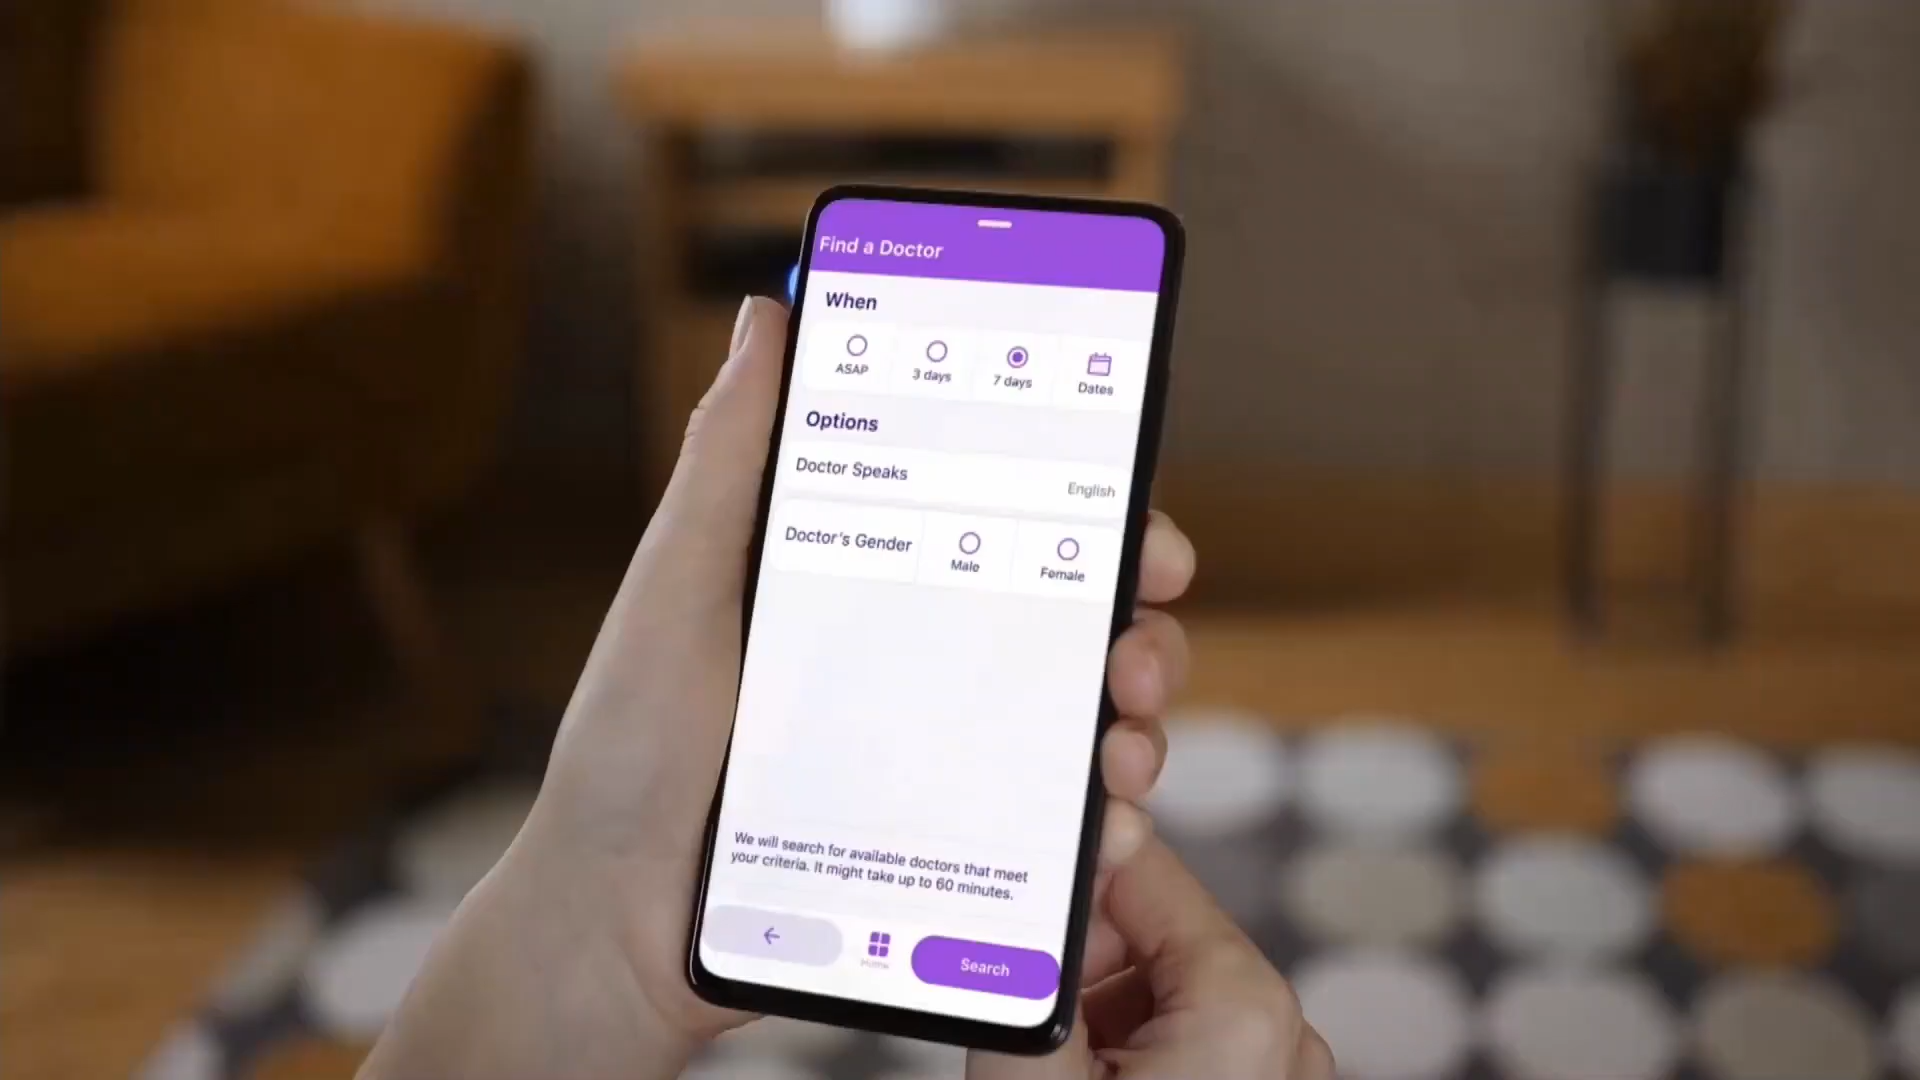 Find a Doctor
When
ASAP
3 days
7 days
Dates
Options
Doctor Speaks
English
Doctor's Gender
Male
Female
We will search for available doctors that meet
your criteria. It might take up to 60 minutes.
Home
Search